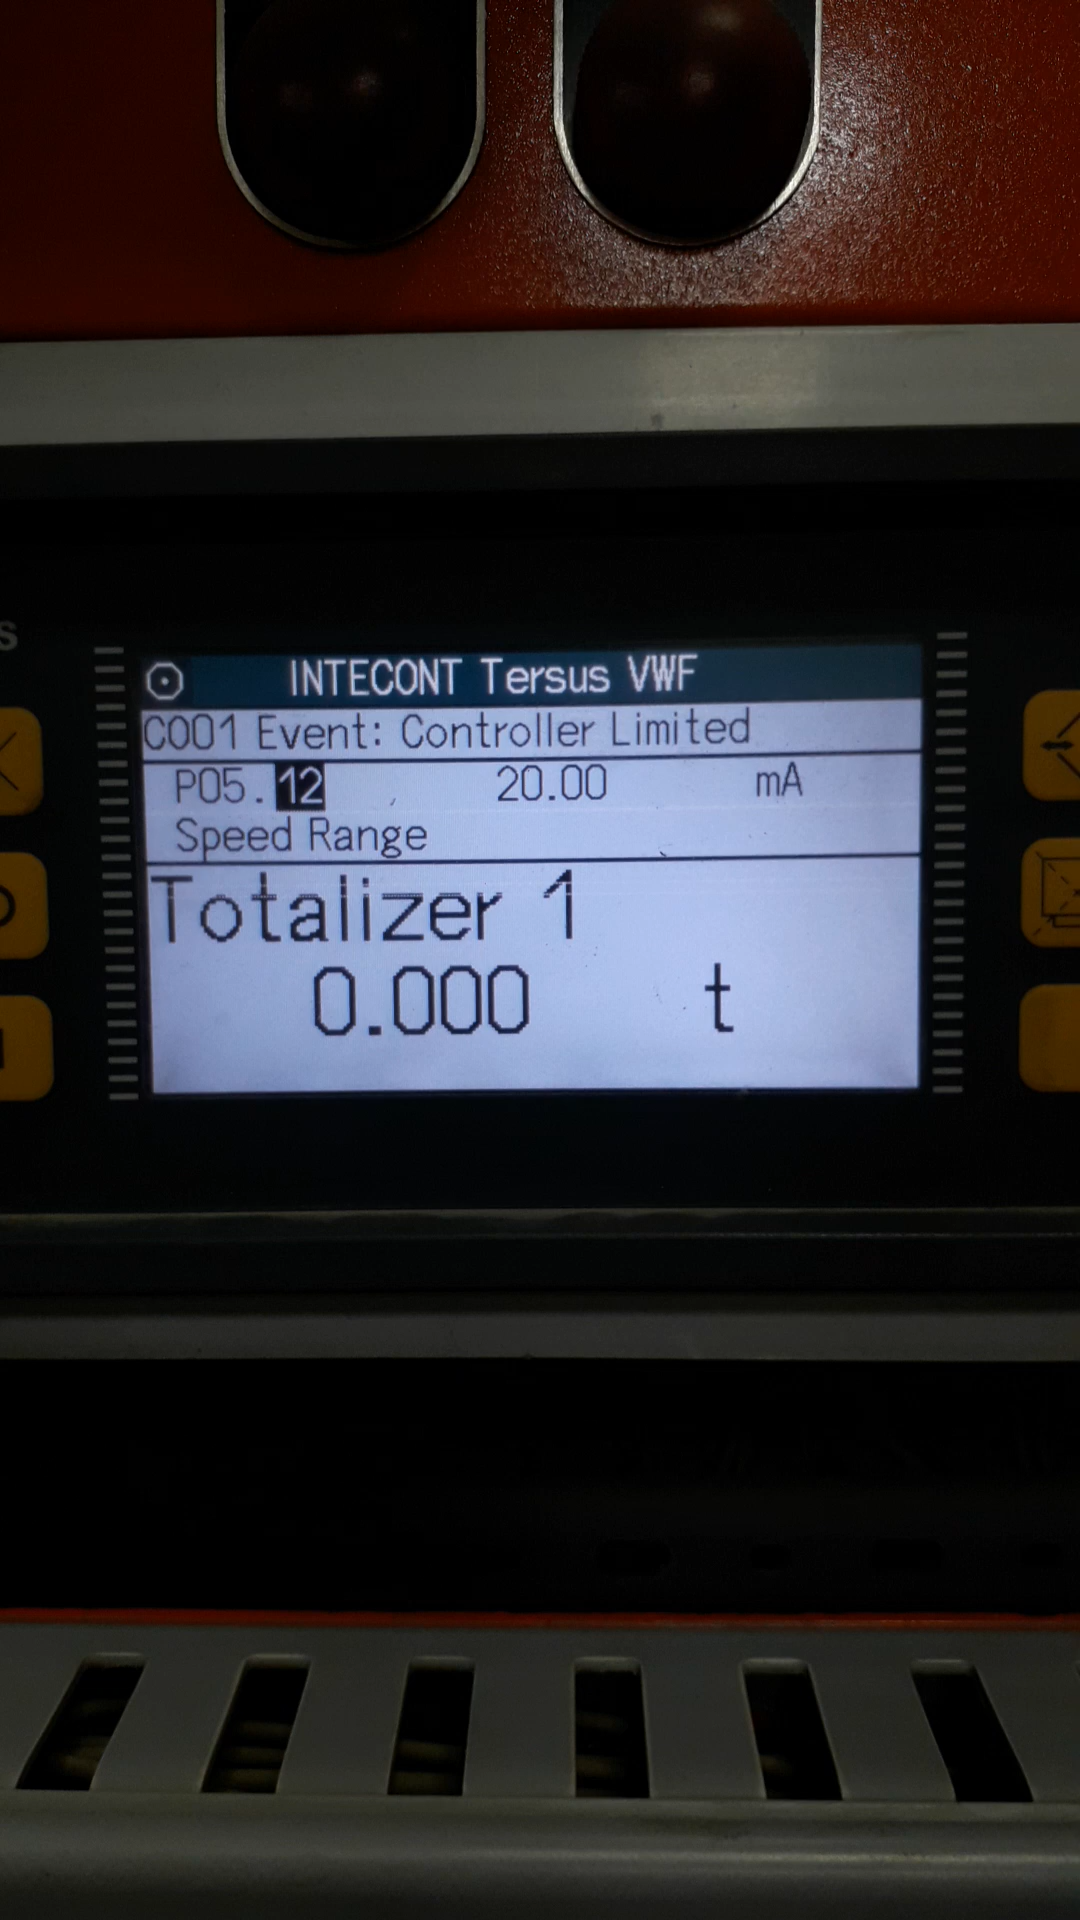 s
INTECONT Tersus VWF
C001 Event: Controller Limited
P05.12 20.00 mA
Speed Range
Totalizer 1
0.000 t